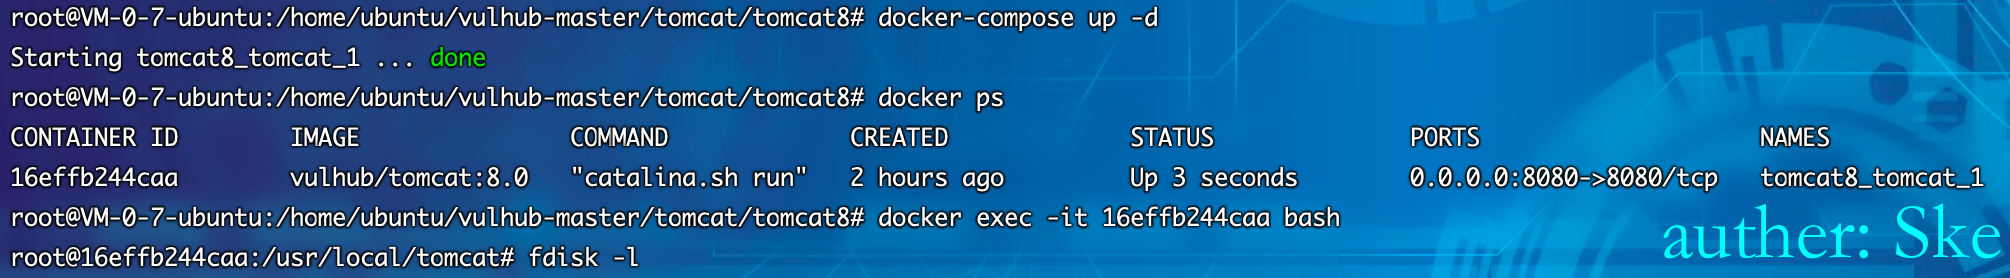 root@VM-0-7-ubuntu:/home/ubuntu/vulhub-master/tomcat/tomcat8# docker-compose up -d
Starting tomcat8_tomcat_1 ... done
root@VM-0-7-ubuntu:/home/ubuntu/vulhub-master/tomcat/tomcat8# docker ps
CONTAINER ID        IMAGE               COMMAND             CREATED             STATUS              PORTS                    NAMES
16effb244caa        vulhub/tomcat:8.0   "catalina.sh run"   2 hours ago         Up 3 seconds        0.0.0.0:8080->8080/tcp   tomcat8_tomcat_1
root@VM-0-7-ubuntu:/home/ubuntu/vulhub-master/tomcat/tomcat8# docker exec -it 16effb244caa bash
root@16effb244caa:/usr/local/tomcat# fdisk -l
auther: Ske